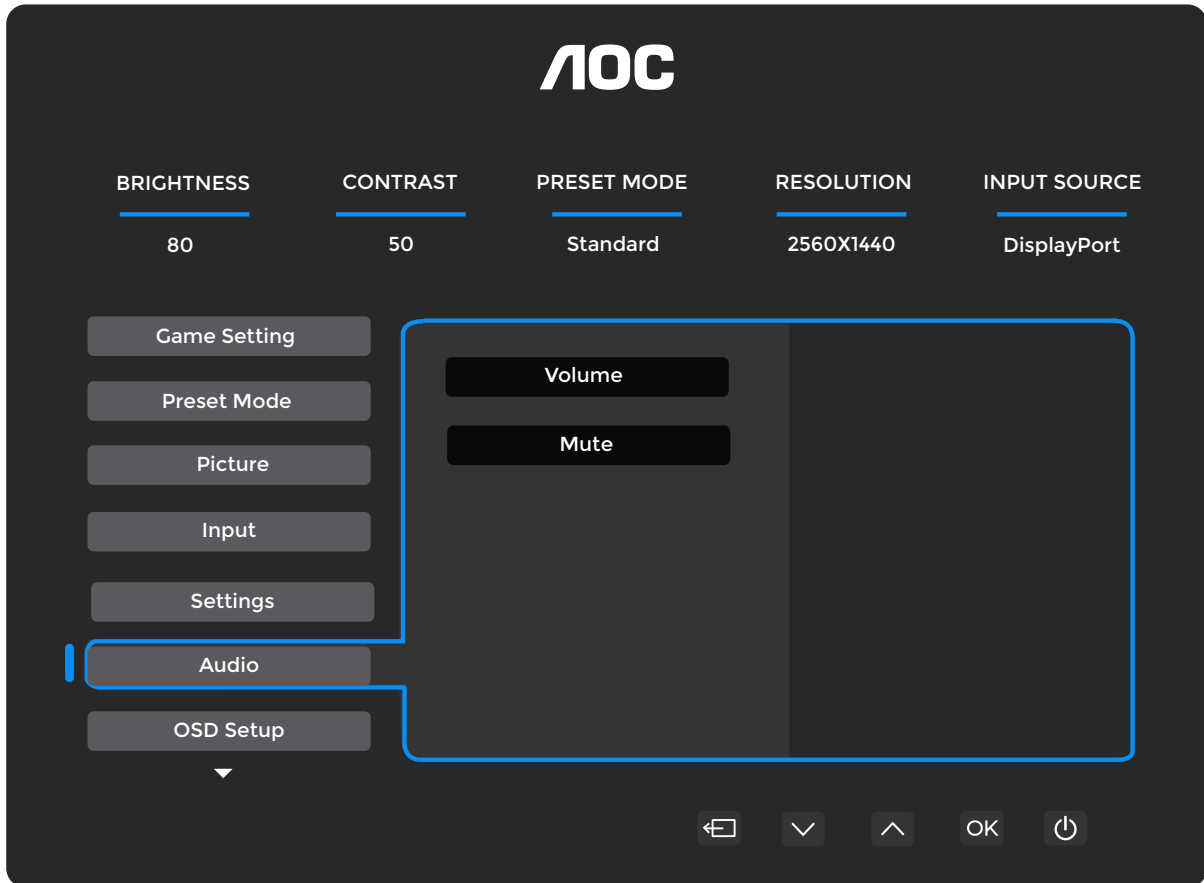 AOC
BRIGHTNESS CONTRAST PRESET MODE RESOLUTION INPUT SOURCE
80 50 Standard 2560X1440 DisplayPort
Game Setting
Preset Mode
Picture
Input
Settings
Audio
OSD Setup
Volume
Mute
OK